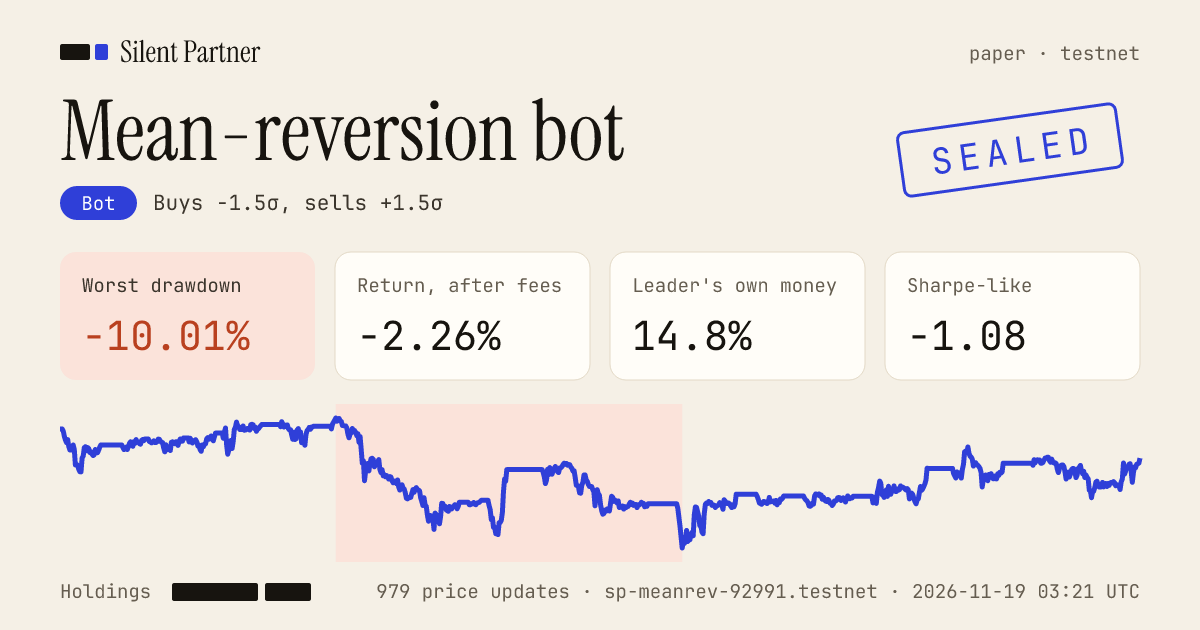 Silent Partner
paper · testnet
Mean-reversion bot
SEALED
Bot
Buys -1.5σ, sells +1.5σ
Worst drawdown
-10.01%
Return, after fees
-2.26%
Leader's own money
14.8%
Sharpe-like
-1.08
Holdings
979 price updates · sp-meanrev-92991.testnet · 2026-11-19 03:21 UTC